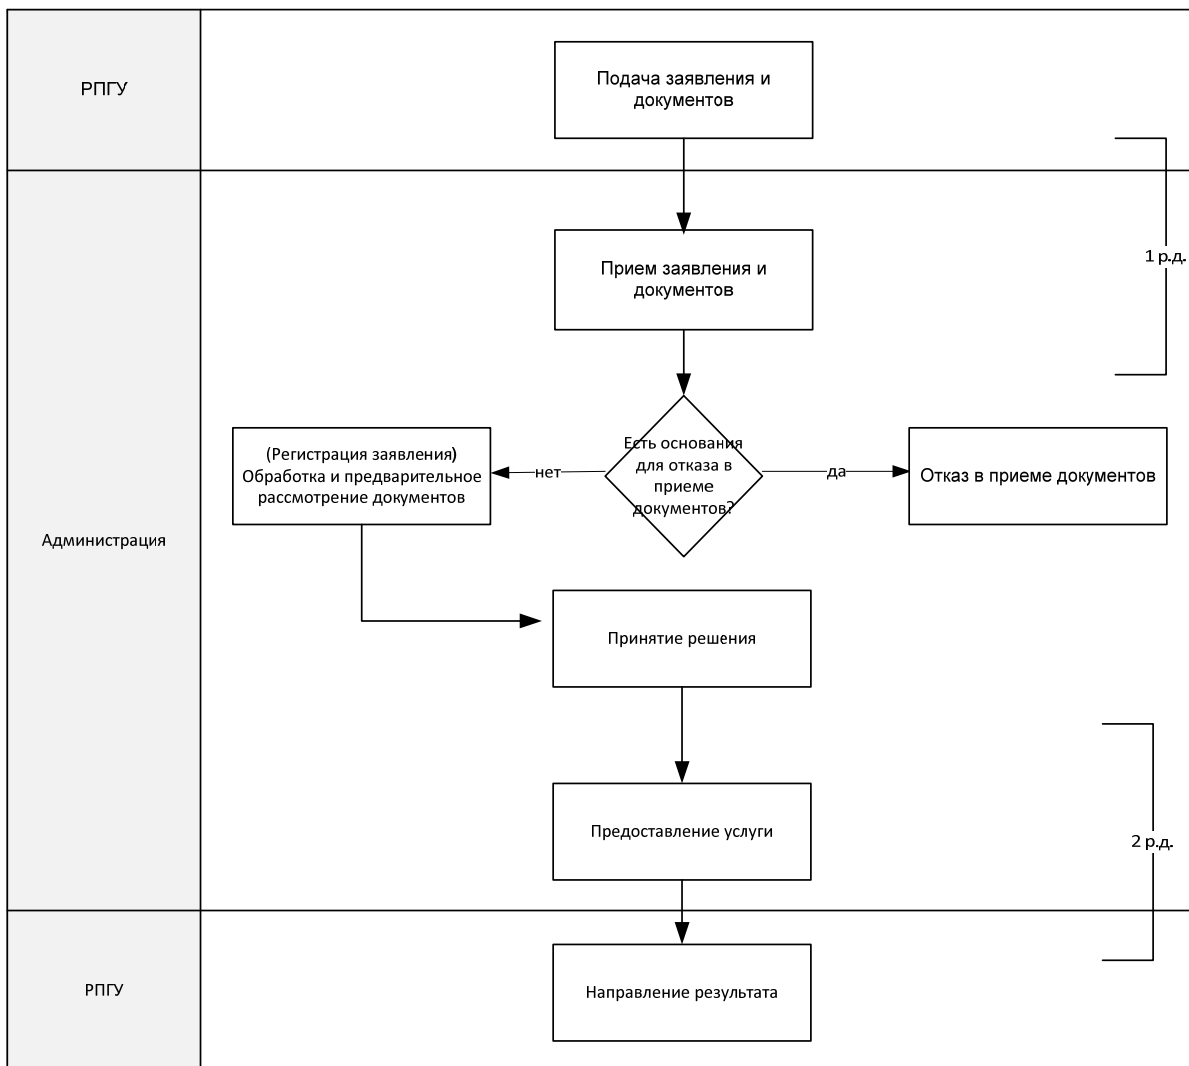 РПГУ
Подача заявления и
документов
Прием заявления и
документов
1 р.д.
Администрация
(Регистрация заявления)
Обработка и предварительное
рассмотрение документов
нет
Есть основания
для отказа в
приеме
документов?
да
Отказ в приеме документов
Принятие решения
Предоставление услуги
2 р.д.
РПГУ
Направление результата